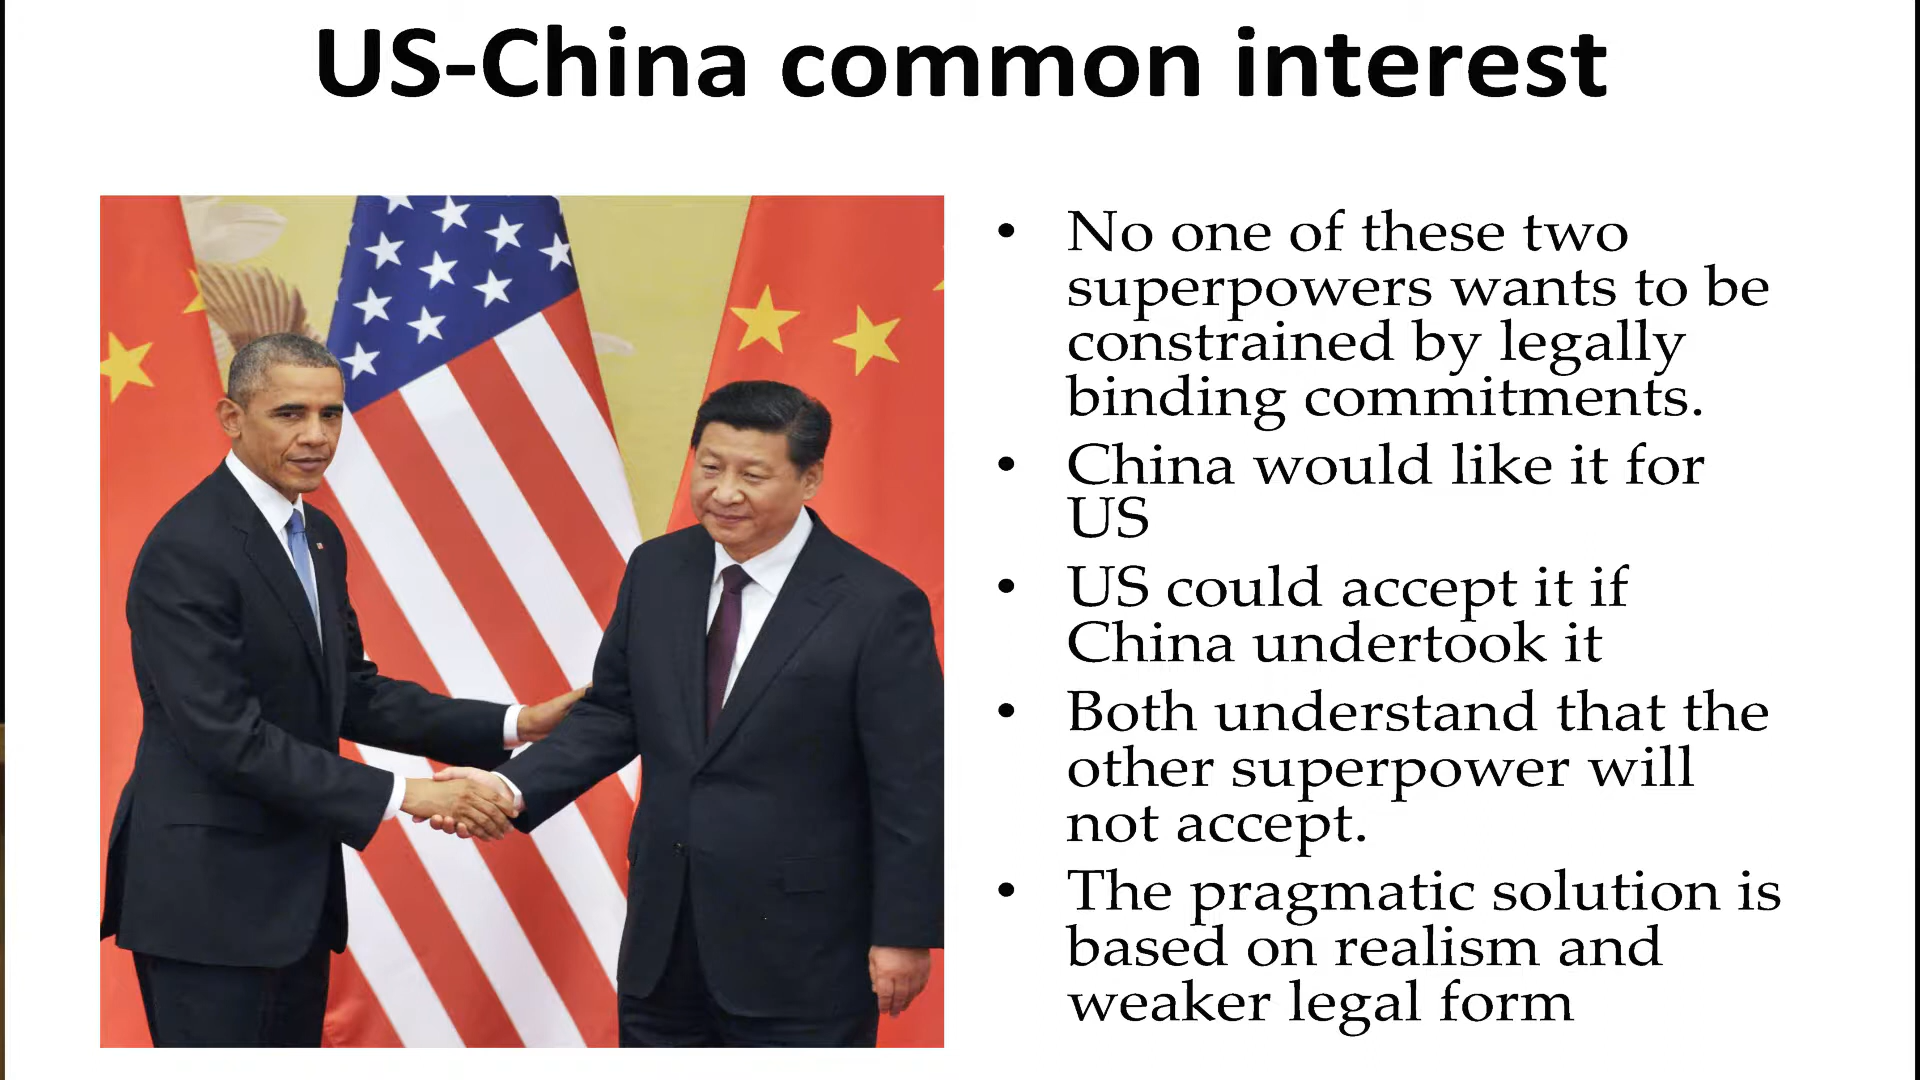 US-China common interest
• No one of these two
superpowers wants to be
constrained by legally
binding commitments.
• China would like it for
US
• US could accept it if
China undertook it
• Both understand that the
other superpower will
not accept.
• The pragmatic solution is
based on realism and
weaker legal form